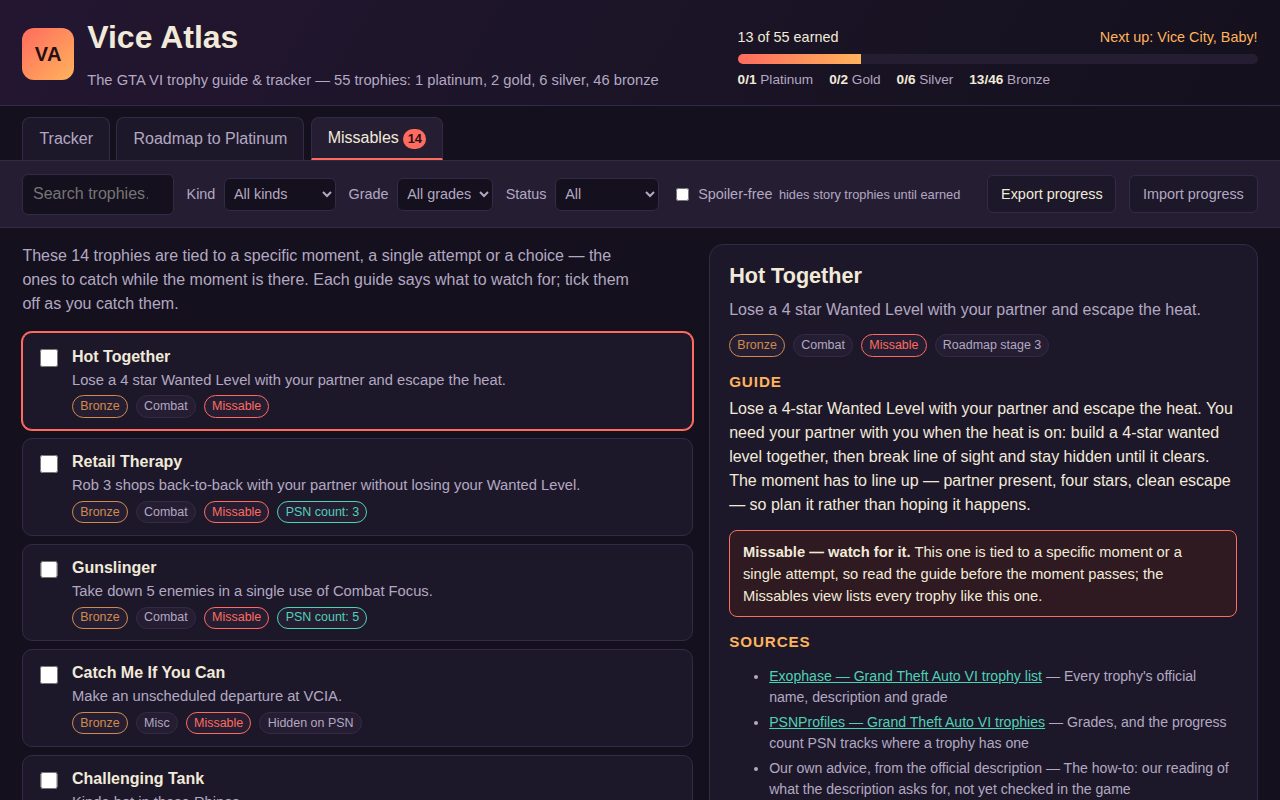 VA
Vice Atlas
The GTA VI trophy guide & tracker — 55 trophies: 1 platinum, 2 gold, 6 silver, 46 bronze
13 of 55 earned
Next up: Vice City, Baby!
0/1 Platinum 0/2 Gold 0/6 Silver 13/46 Bronze
Tracker
Roadmap to Platinum
Missables 14
Search trophies.
Kind All kinds
Grade All grades
Status All
Spoiler-free hides story trophies until earned
Export progress
Import progress
These 14 trophies are tied to a specific moment, a single attempt or a choice — the
ones to catch while the moment is there. Each guide says what to watch for; tick them
off as you catch them.
Hot Together
Lose a 4 star Wanted Level with your partner and escape the heat.
Bronze Combat Missable
Retail Therapy
Rob 3 shops back-to-back with your partner without losing your Wanted Level.
Bronze Combat Missable PSN count: 3
Gunslinger
Take down 5 enemies in a single use of Combat Focus.
Bronze Combat Missable PSN count: 5
Catch Me If You Can
Make an unscheduled departure at VCIA.
Bronze Misc Missable Hidden on PSN
Challenging Tank
Hot Together
Lose a 4 star Wanted Level with your partner and escape the heat.
Bronze Combat Missable Roadmap stage 3
GUIDE
Lose a 4-star Wanted Level with your partner and escape the heat. You
need your partner with you when the heat is on: build a 4-star wanted
level together, then break line of sight and stay hidden until it clears.
The moment has to line up — partner present, four stars, clean escape
— so plan it rather than hoping it happens.
Missable — watch for it. This one is tied to a specific moment or a
single attempt, so read the guide before the moment passes; the
Missables view lists every trophy like this one.
SOURCES
Exophase — Grand Theft Auto VI trophy list — Every trophy's official
name, description and grade
PSNProfiles — Grand Theft Auto VI trophies — Grades, and the progress
count PSN tracks where a trophy has one
Our own advice, from the official description — The how-to: our reading of
what the description asks for, not yet checked in the game